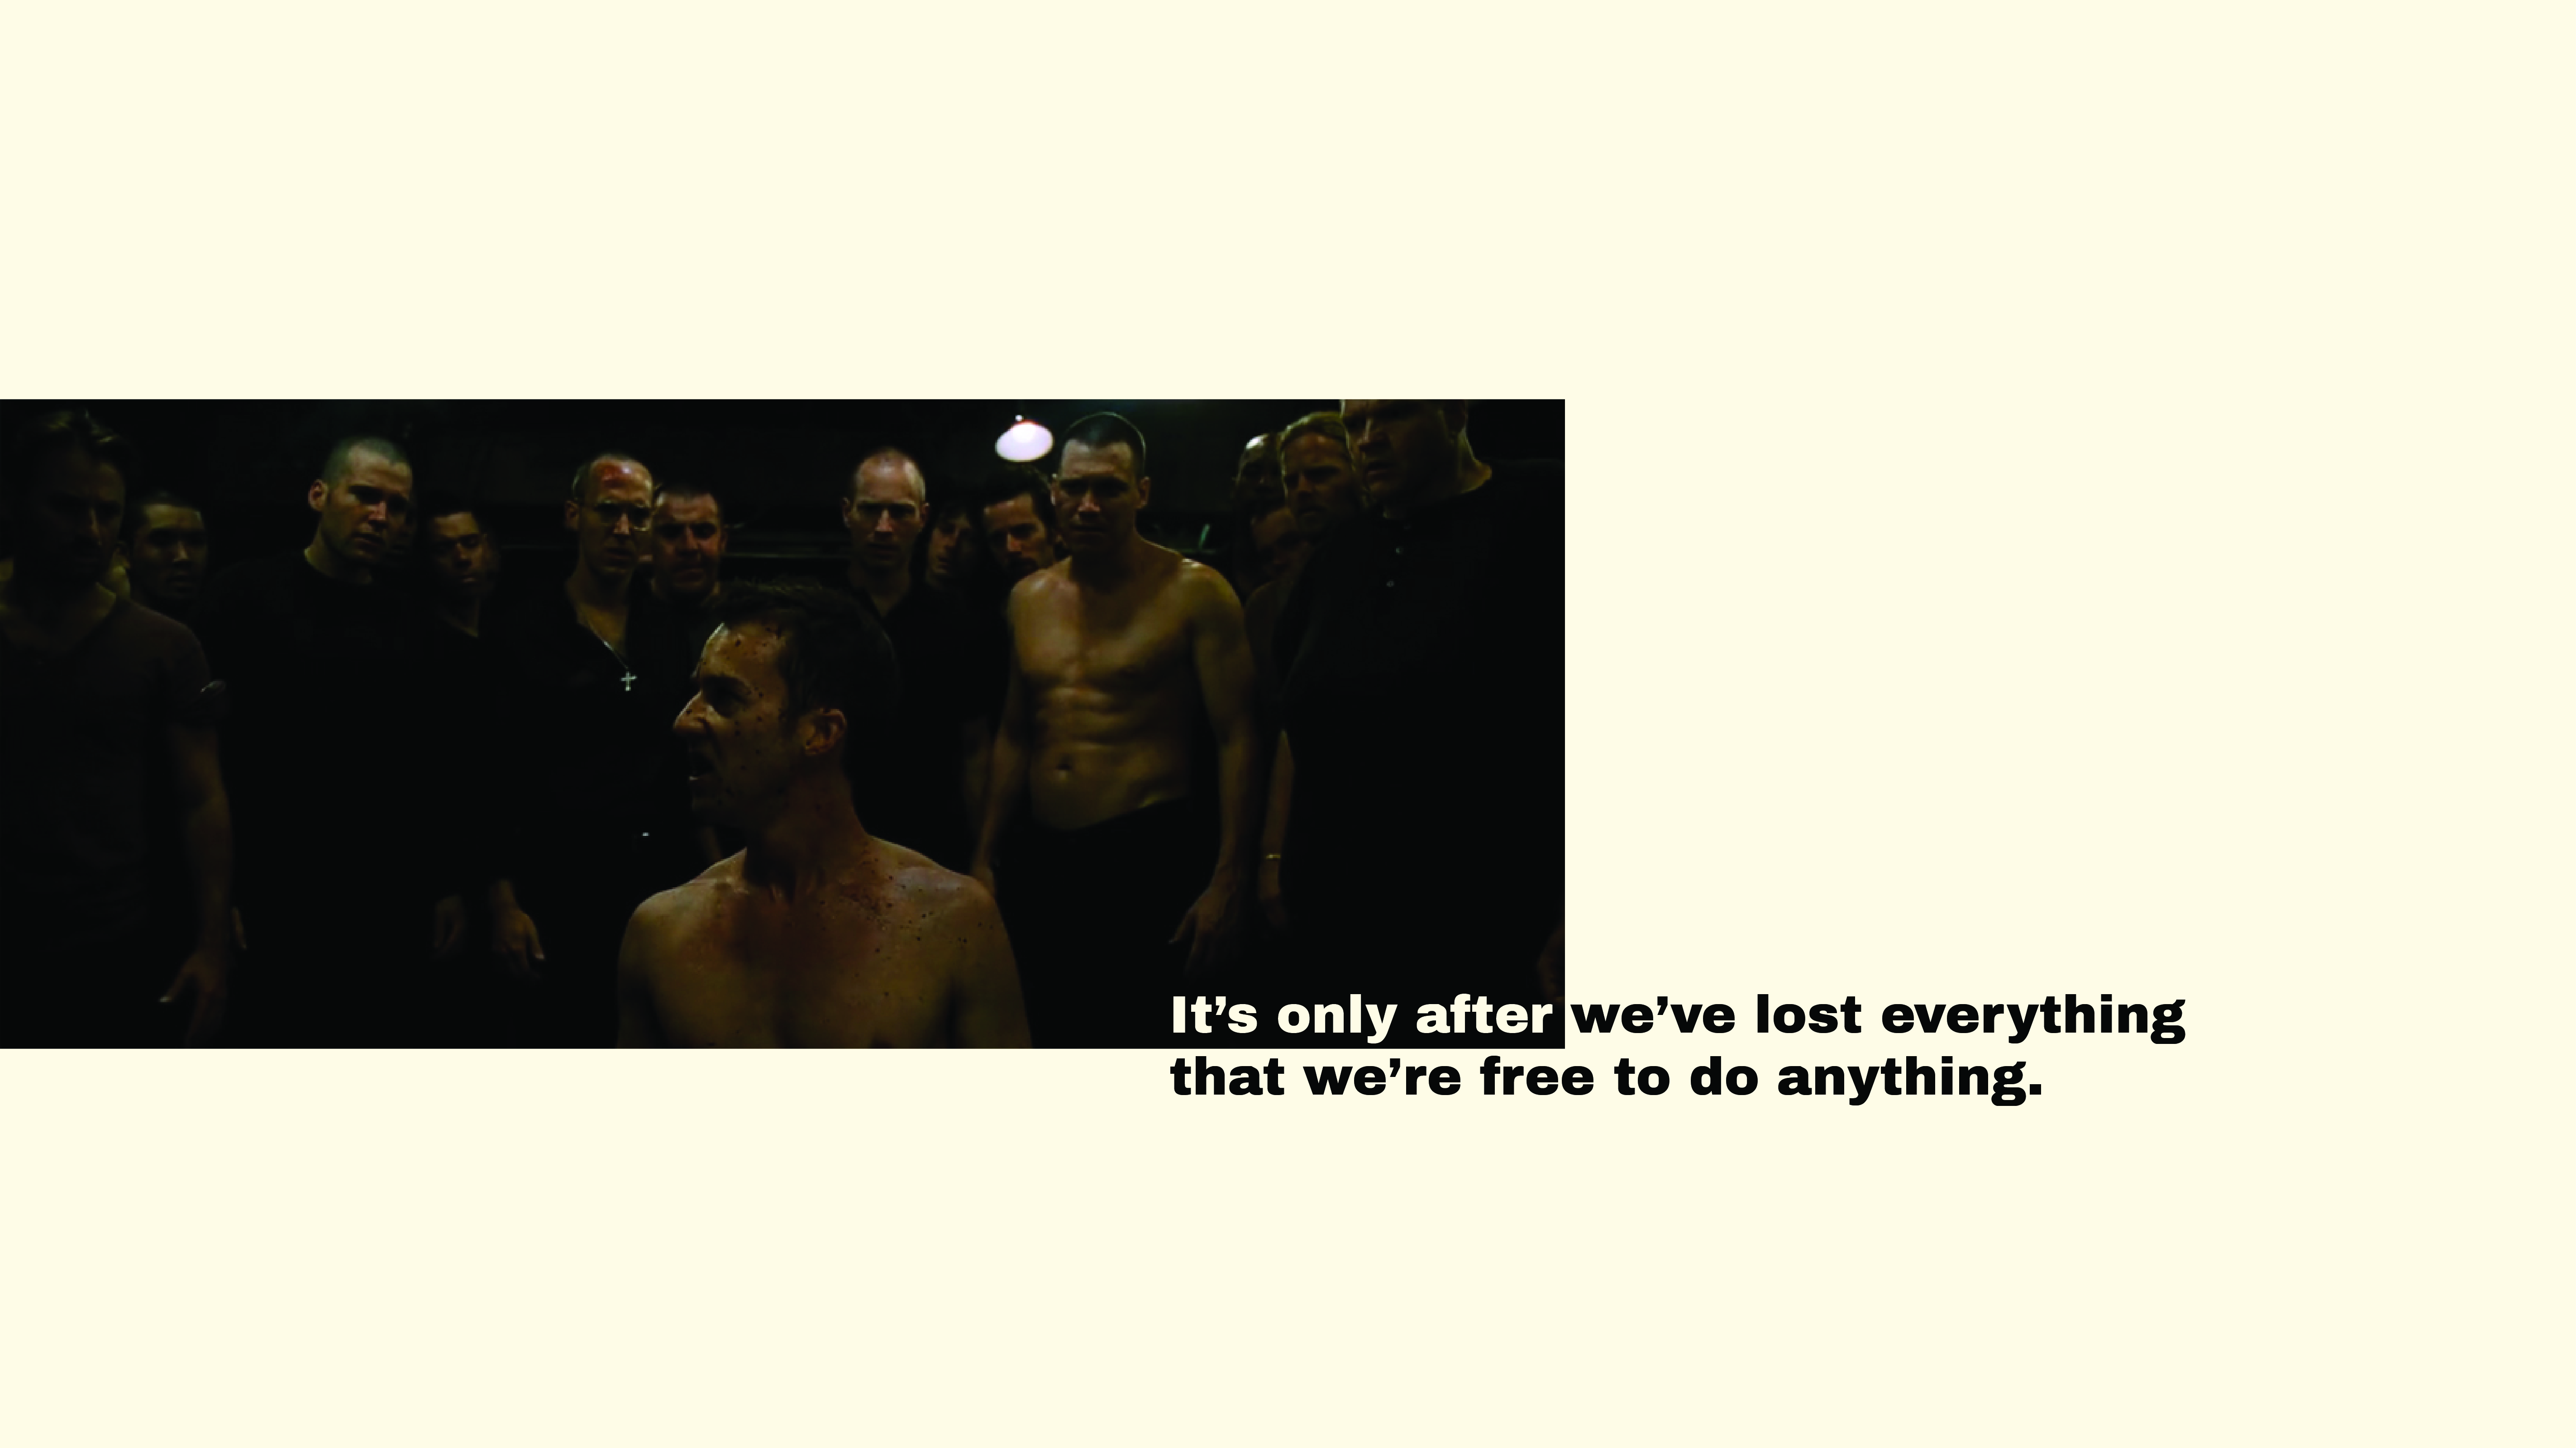 It’s only after we’ve lost everything
that we’re free to do anything.